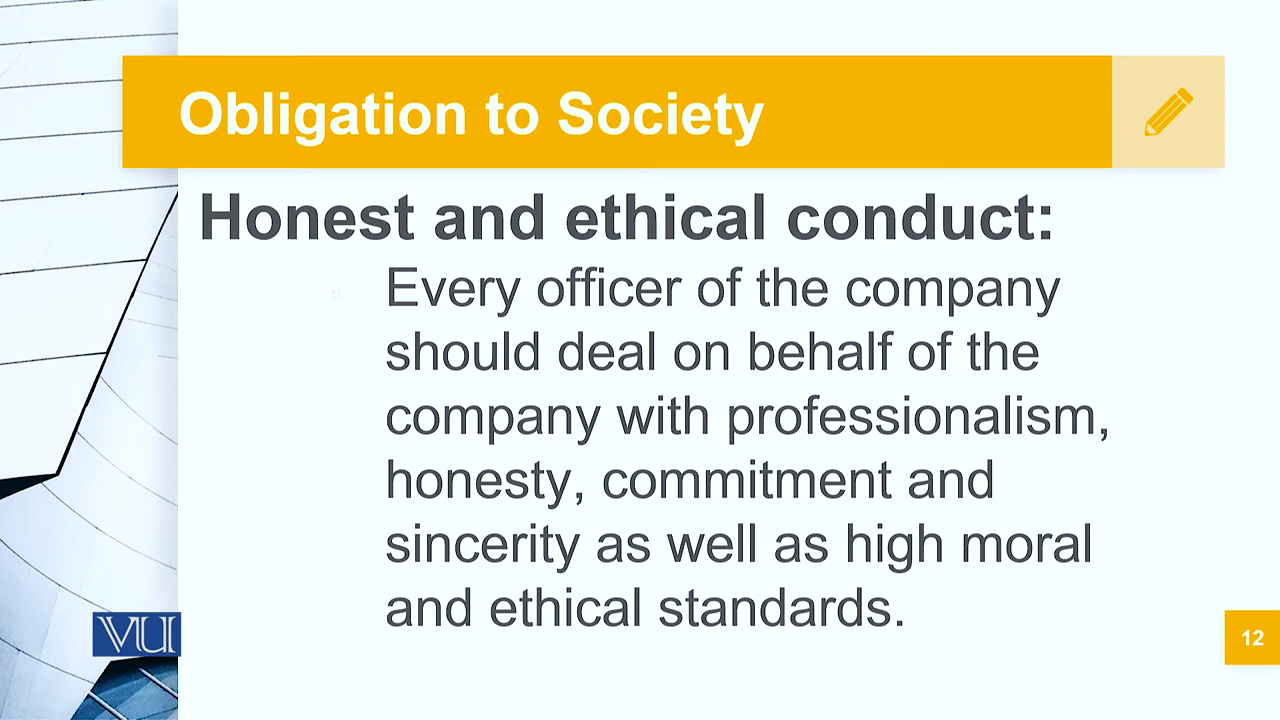 Obligation to Society
Honest and ethical conduct:
Every officer of the company
should deal on behalf of the
company with professionalism,
honesty, commitment and
sincerity as well as high moral
and ethical standards.
VU
12